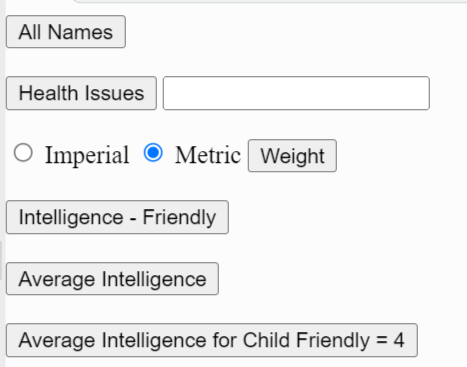 All Names
Health Issues
Imperial Metric Weight
Intelligence - Friendly
Average Intelligence
Average Intelligence for Child Friendly = 4